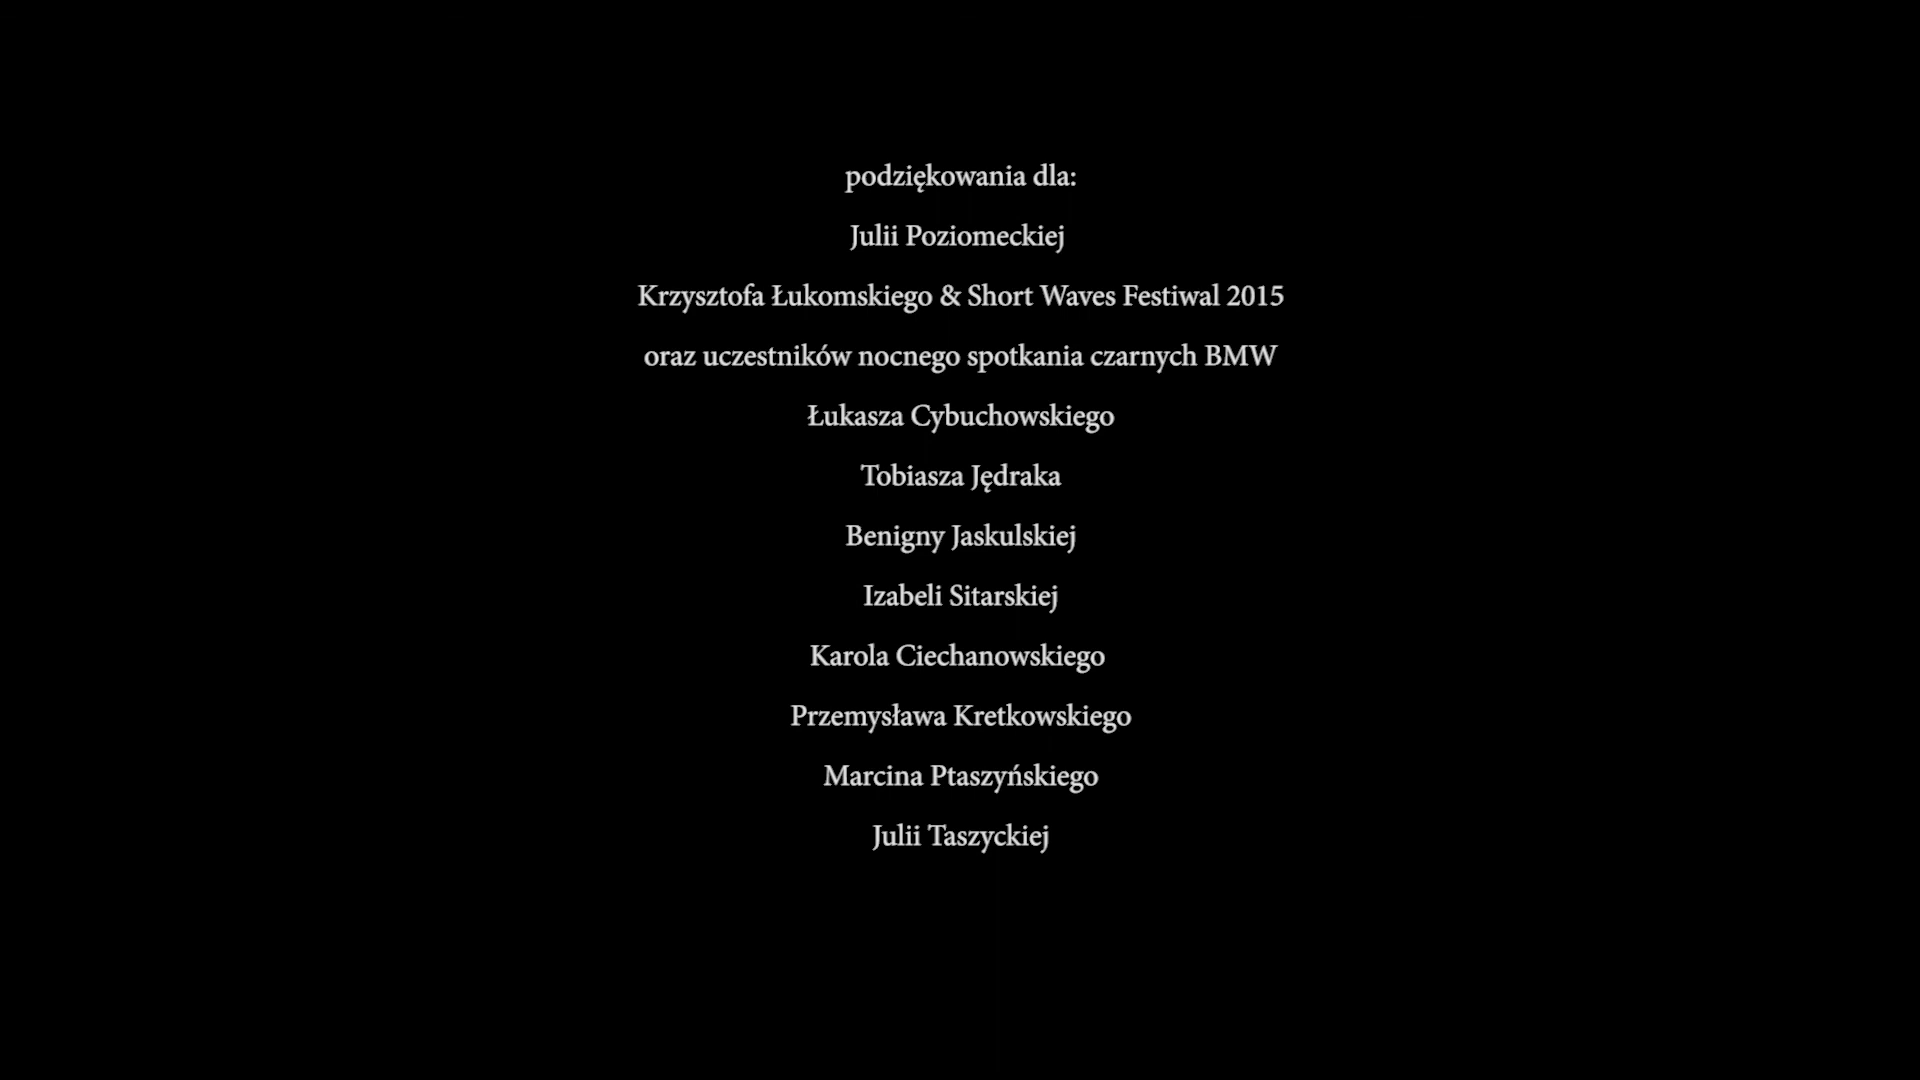 podziękowania dla:
Julii Poziomeckiej
Krzysztofa Łukomskiego & Short Waves Festiwal 2015
oraz uczestników nocnego spotkania czarnych BMW
Łukasza Cybuchowskiego
Tobiasza Jędraka
Benigny Jaskulskiej
Izabeli Sitarskiej
Karola Ciechanowskiego
Przemysława Kretkowskiego
Marcina Ptaszyńskiego
Julii Taszyckiej